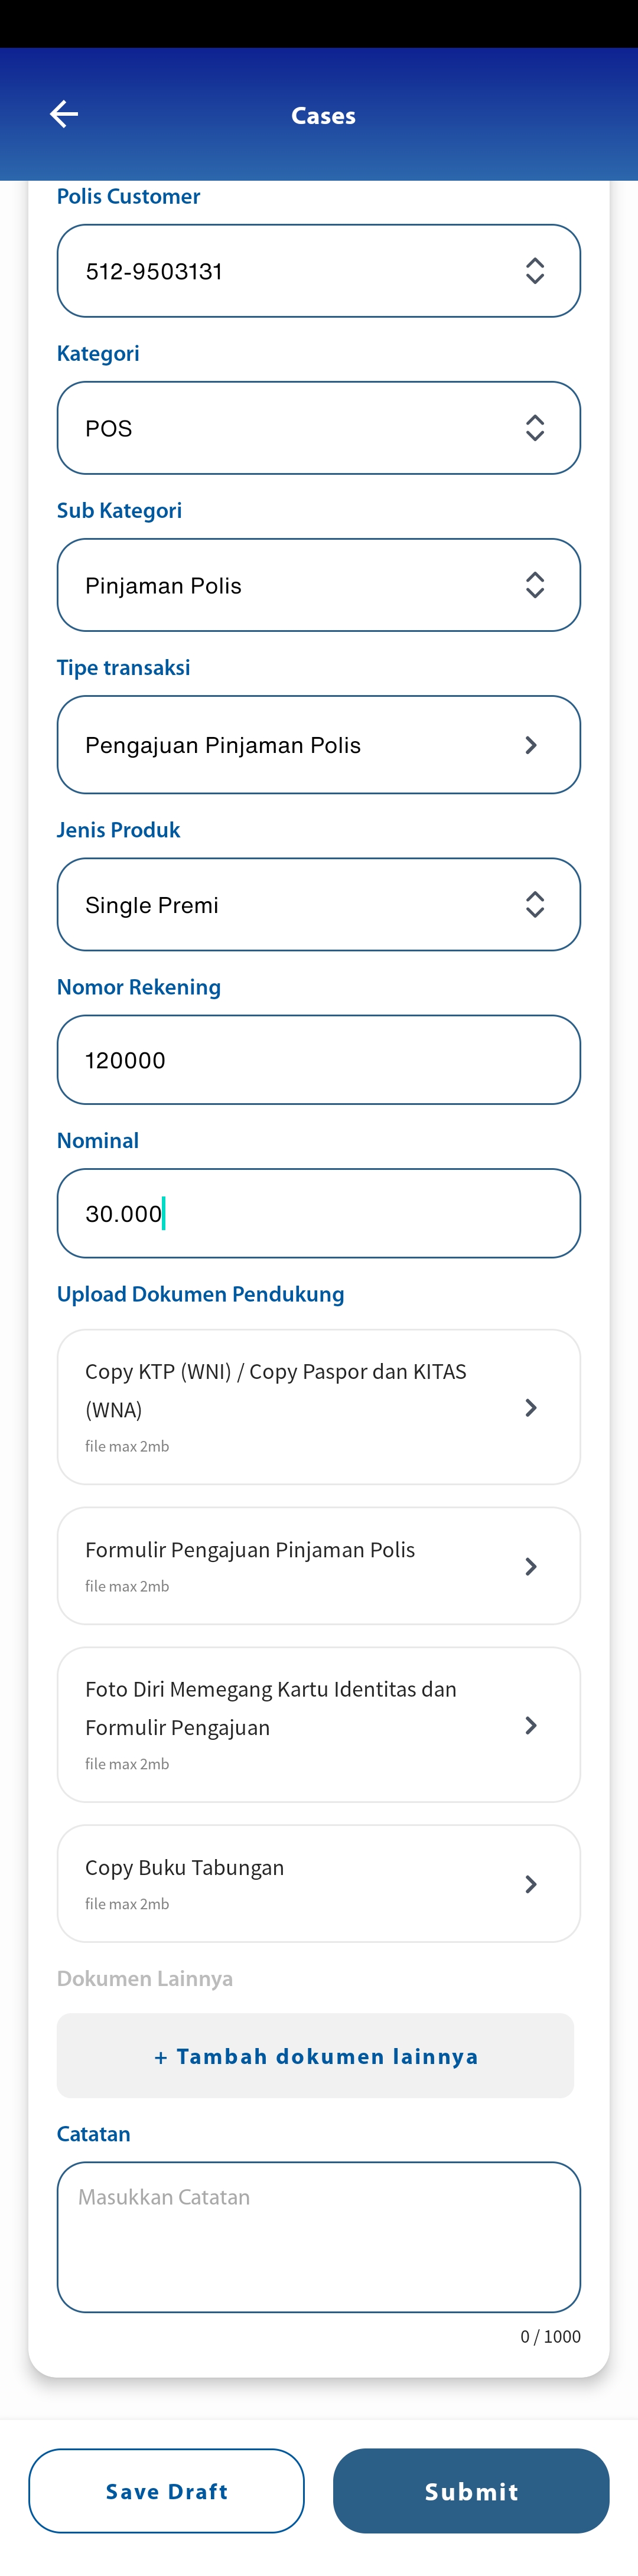 Cases
Polis Customer
512-9503131
Kategori
POS
Sub Kategori
Pinjaman Polis
Tipe transaksi
Pengajuan Pinjaman Polis
Jenis Produk
Single Premi
Nomor Rekening
120000
Nominal
30.000
Upload Dokumen Pendukung
Copy KTP (WNI) / Copy Paspor dan KITAS
(WNA)
file max 2mb
Formulir Pengajuan Pinjaman Polis
file max 2mb
Foto Diri Memegang Kartu Identitas dan
Formulir Pengajuan
file max 2mb
Copy Buku Tabungan
file max 2mb
Dokumen Lainnya
+ Tambah dokumen lainnya
Catatan
Masukkan Catatan
0 / 1000
Save Draft
Submit